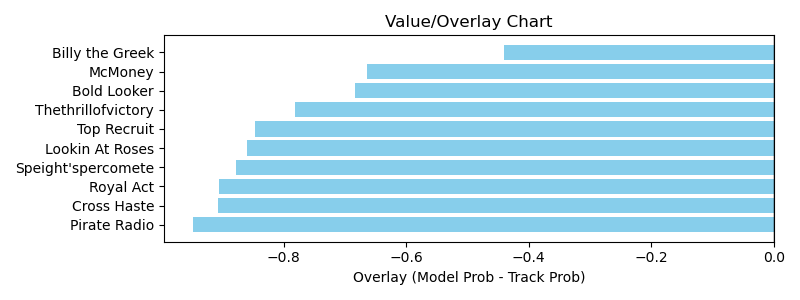 Value/Overlay Chart
Billy the Greek
McMoney
Bold Looker
Thethrillofvictory
Top Recruit
Lookin At Roses
Speight'spercomete
Royal Act
Cross Haste
Pirate Radio
−0.8 −0.6 −0.4 −0.2 0.0
Overlay (Model Prob - Track Prob)